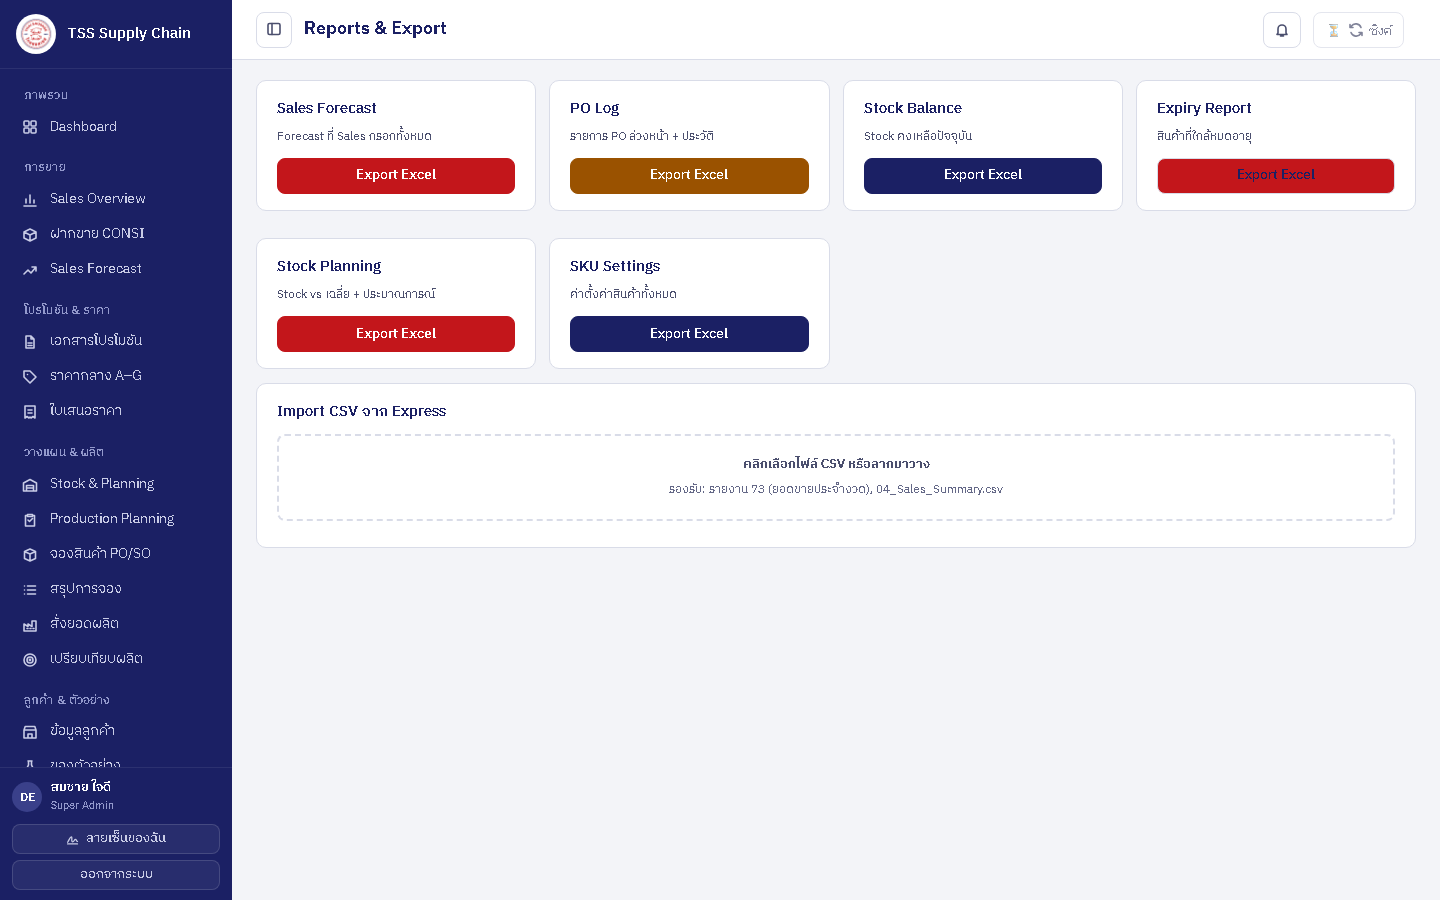 TSS Supply Chain
Reports & Export
ซิงค์
ภาพรวม
Dashboard
การขาย
Sales Overview
ฝากขาย CONSI
Sales Forecast
โปรโมชัน & ราคา
เอกสารโปรโมชัน
ราคากลาง A–G
ใบเสนอราคา
วางแผน & ผลิต
Stock & Planning
Production Planning
จองสินค้า PO/SO
สรุปการจอง
สั่งยอดผลิต
เปรียบเทียบผลิต
ลูกค้า & ตัวอย่าง
ข้อมูลลูกค้า
ของตัวอย่าง
DE
สมชาย ใจดี
Super Admin
ลายเซ็นของฉัน
ออกจากระบบ
Sales Forecast
Forecast ที่ Sales กรอกทั้งหมด
Export Excel
PO Log
รายการ PO ล่วงหน้า + ประวัติ
Export Excel
Stock Balance
Stock คงเหลือปัจจุบัน
Export Excel
Expiry Report
สินค้าที่ใกล้หมดอายุ
Export Excel
Stock Planning
Stock vs เฉลี่ย + ประมาณการณ์
Export Excel
SKU Settings
ค่าตั้งค่าสินค้าทั้งหมด
Export Excel
Import CSV จาก Express
คลิกเลือกไฟล์ CSV หรือลากมาวาง
รองรับ: รายงาน 73 (ยอดขายประจำงวด), 04_Sales_Summary.csv